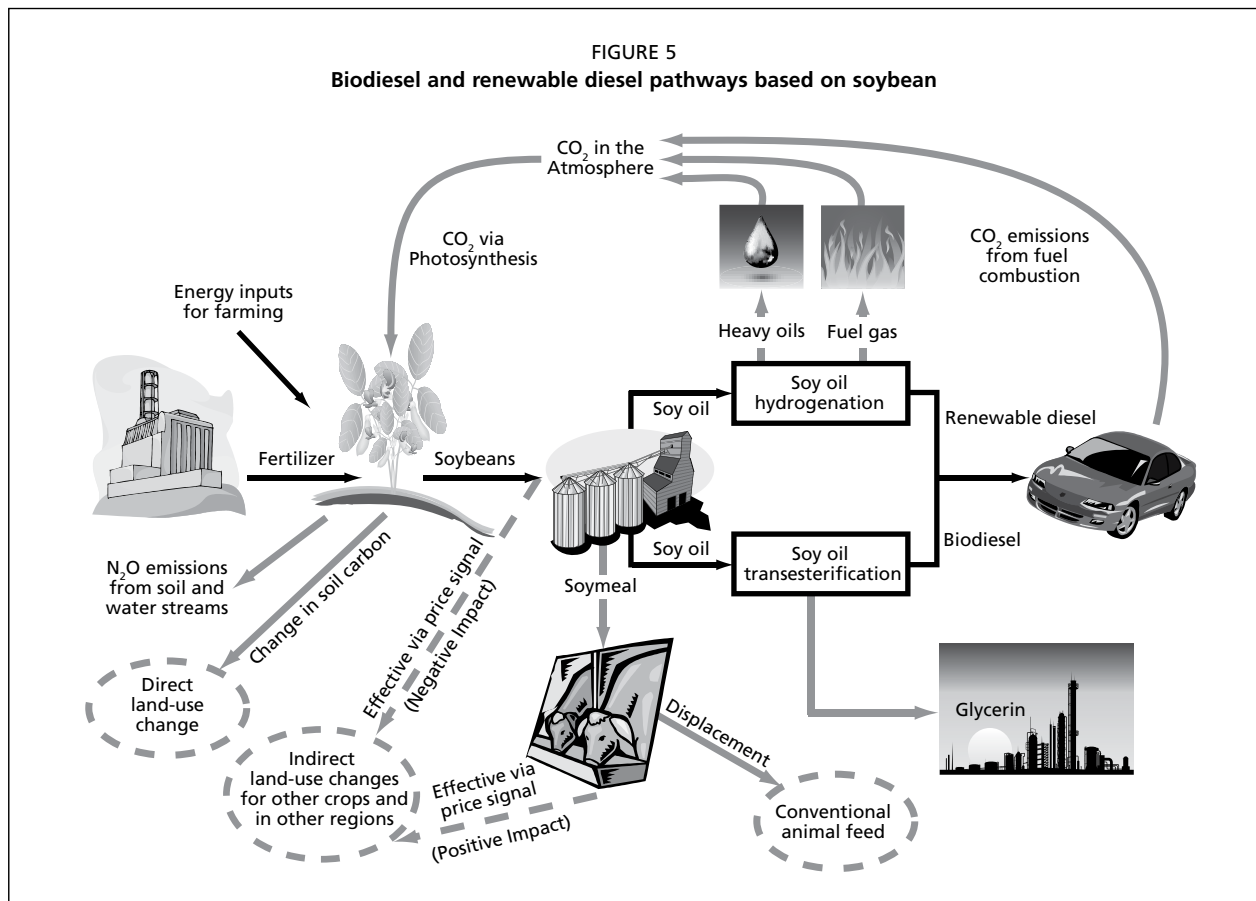 FIGURE 5
Biodiesel and renewable diesel pathways based on soybean
CO₂ in the
Atmosphere
CO₂ via
Photosynthesis
CO₂ emissions
from fuel
combustion
Energy inputs
for farming
Heavy oils
Fuel gas
Soy oil
Soy oil
hydrogenation
Renewable diesel
Fertilizer
Soybeans
Soy oil
Soy oil
transesterification
Biodiesel
N₂O emissions
from soil and
water streams
Change in soil carbon
Effective via price signal
(Negative Impact)
Soymeal
Direct
land-use
change
Glycerin
Displacement
Indirect
land-use changes
for other crops and
in other regions
Effective via
price signal
(Positive Impact)
Conventional
animal feed